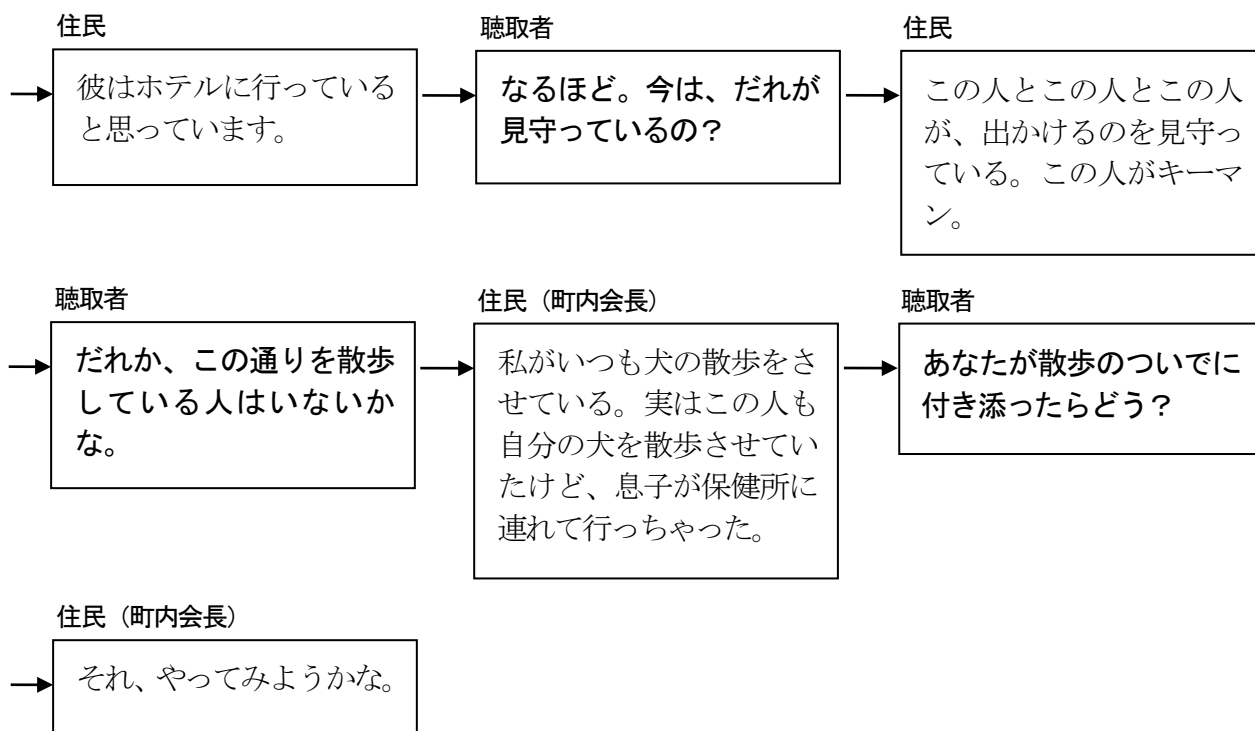 住民
彼はホテルに行っている
と思っています。
聴取者
なるほど。今は、だれが
見守っているの？
住民
この人とこの人とこの人
が、出かけるのを見守っ
ている。この人がキーマ
ン。
聴取者
だれか、この通りを散歩
している人はいないか
な。
住民（町内会長）
私がいつも犬の散歩をさ
せている。実はこの人も
自分の犬を散歩させてい
たけど、息子が保健所に
連れて行っちゃった。
聴取者
あなたが散歩のついでに
付き添ったらどう？
住民（町内会長）
それ、やってみようかな。